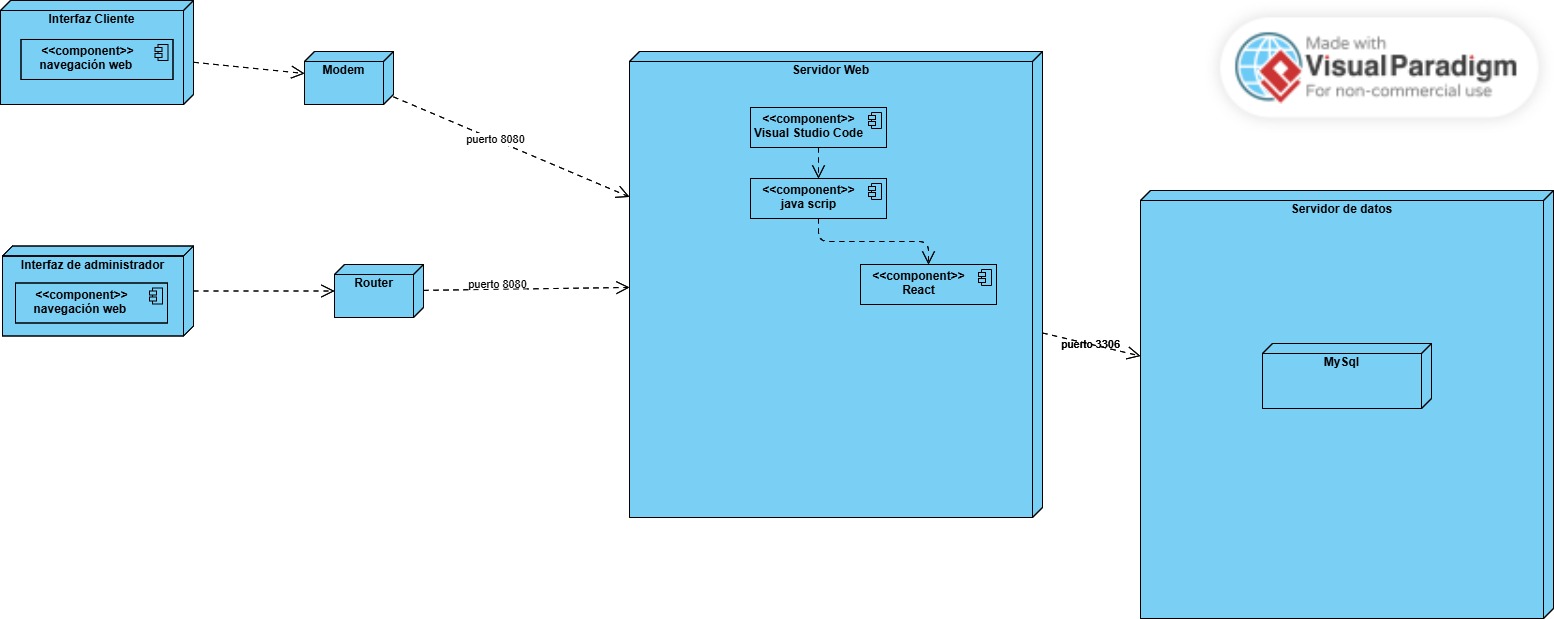 Interfaz Cliente
<<component>>
navegación web
Modem
puerto 8080
Interfaz de administrador
<<component>>
navegación web
Router
puerto 8080
Servidor Web
<<component>>
Visual Studio Code
<<component>>
java scrip
<<component>>
React
puerto 3306
Servidor de datos
MySql
Made with
Visual Paradigm
For non-commercial use